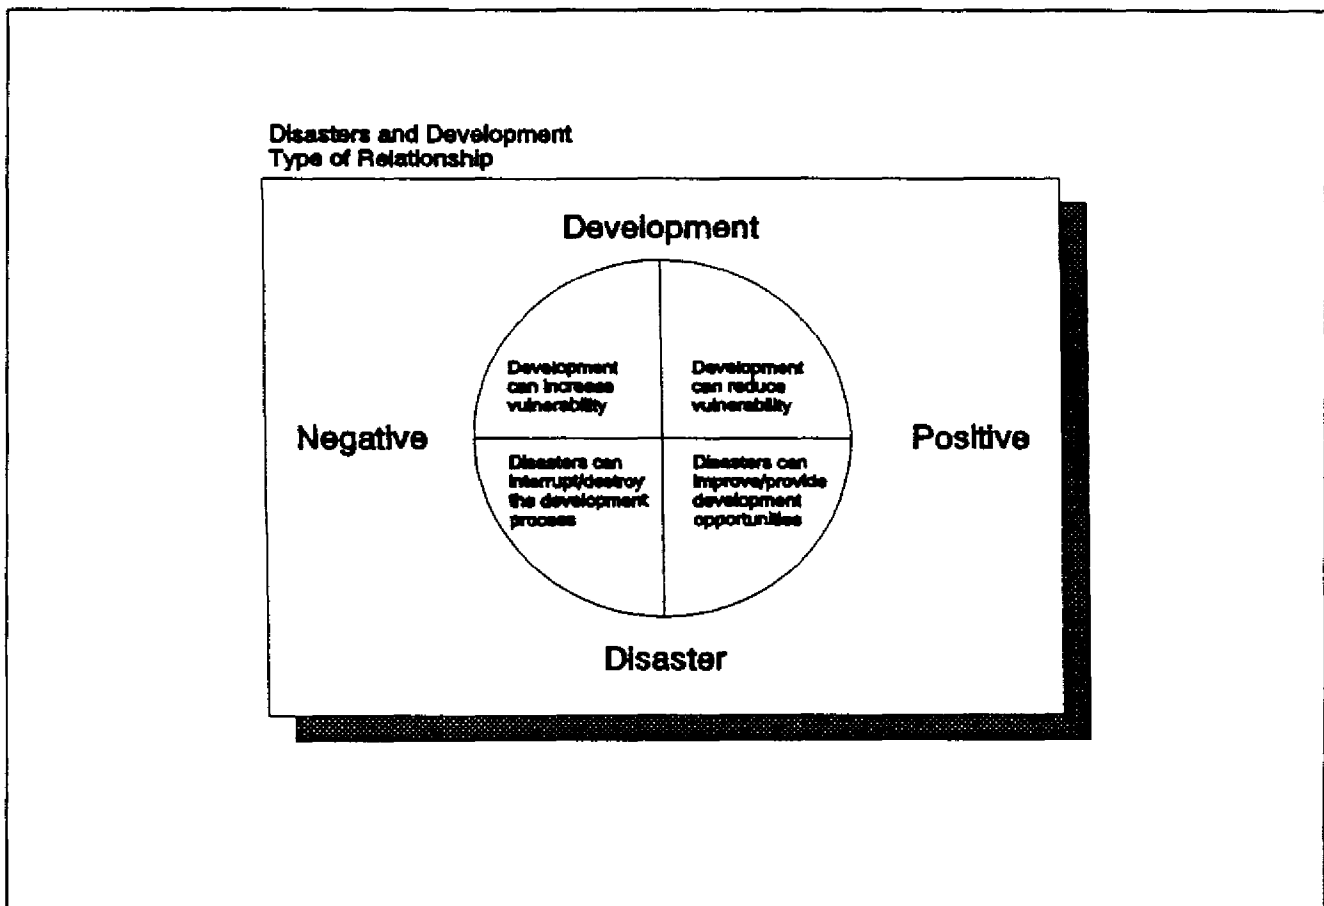 Disasters and Development
Type of Relationship
Development
Development
can increase
vulnerability
Development
can reduce
vulnerability
Negative
Positive
Disasters can
interrupt/destroy
the development
process
Disasters can
improve/provide
development
opportunities
Disaster